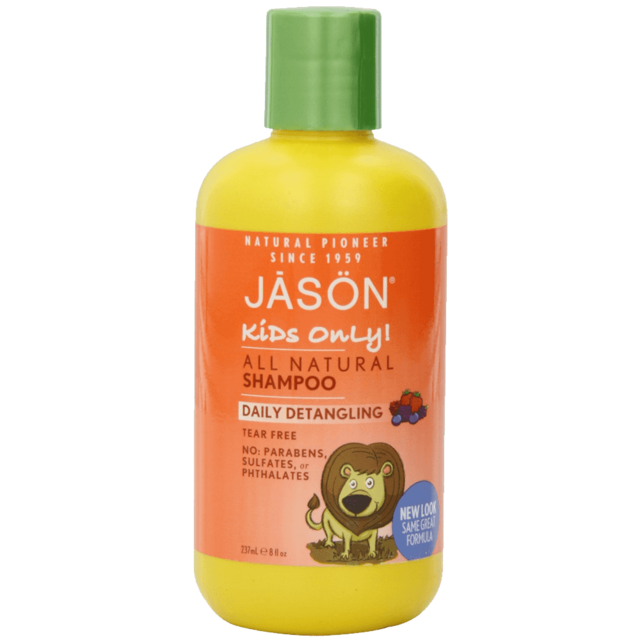 NATURAL PIONEER
SINCE 1959
JĀSÖN®
KiDS ONLy!
ALL NATURAL
SHAMPOO
DAILY DETANGLING
TEAR FREE
NO: PARABENS,
SULFATES, or
PHTHALATES
NEW LOOK
SAME GREAT
FORMULA
237mL ℮ 8 fl oz